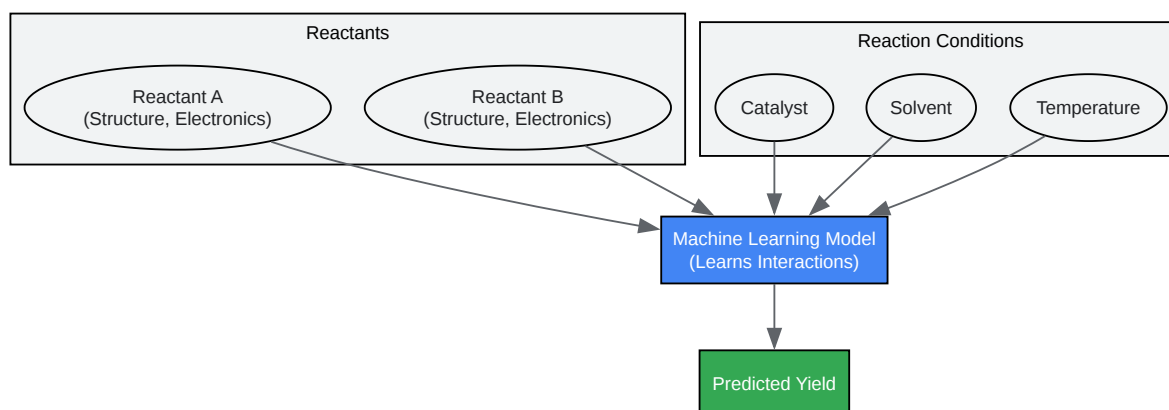 Reactants
Reaction Conditions
Reactant A
(Structure, Electronics)
Reactant B
(Structure, Electronics)
Catalyst
Solvent
Temperature
Machine Learning Model
(Learns Interactions)
Predicted Yield